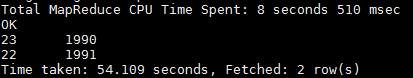 Total MapReduce CPU Time Spent: 8 seconds 510 msec
OK
23      1990
22      1991
Time taken: 54.109 seconds, Fetched: 2 row(s)